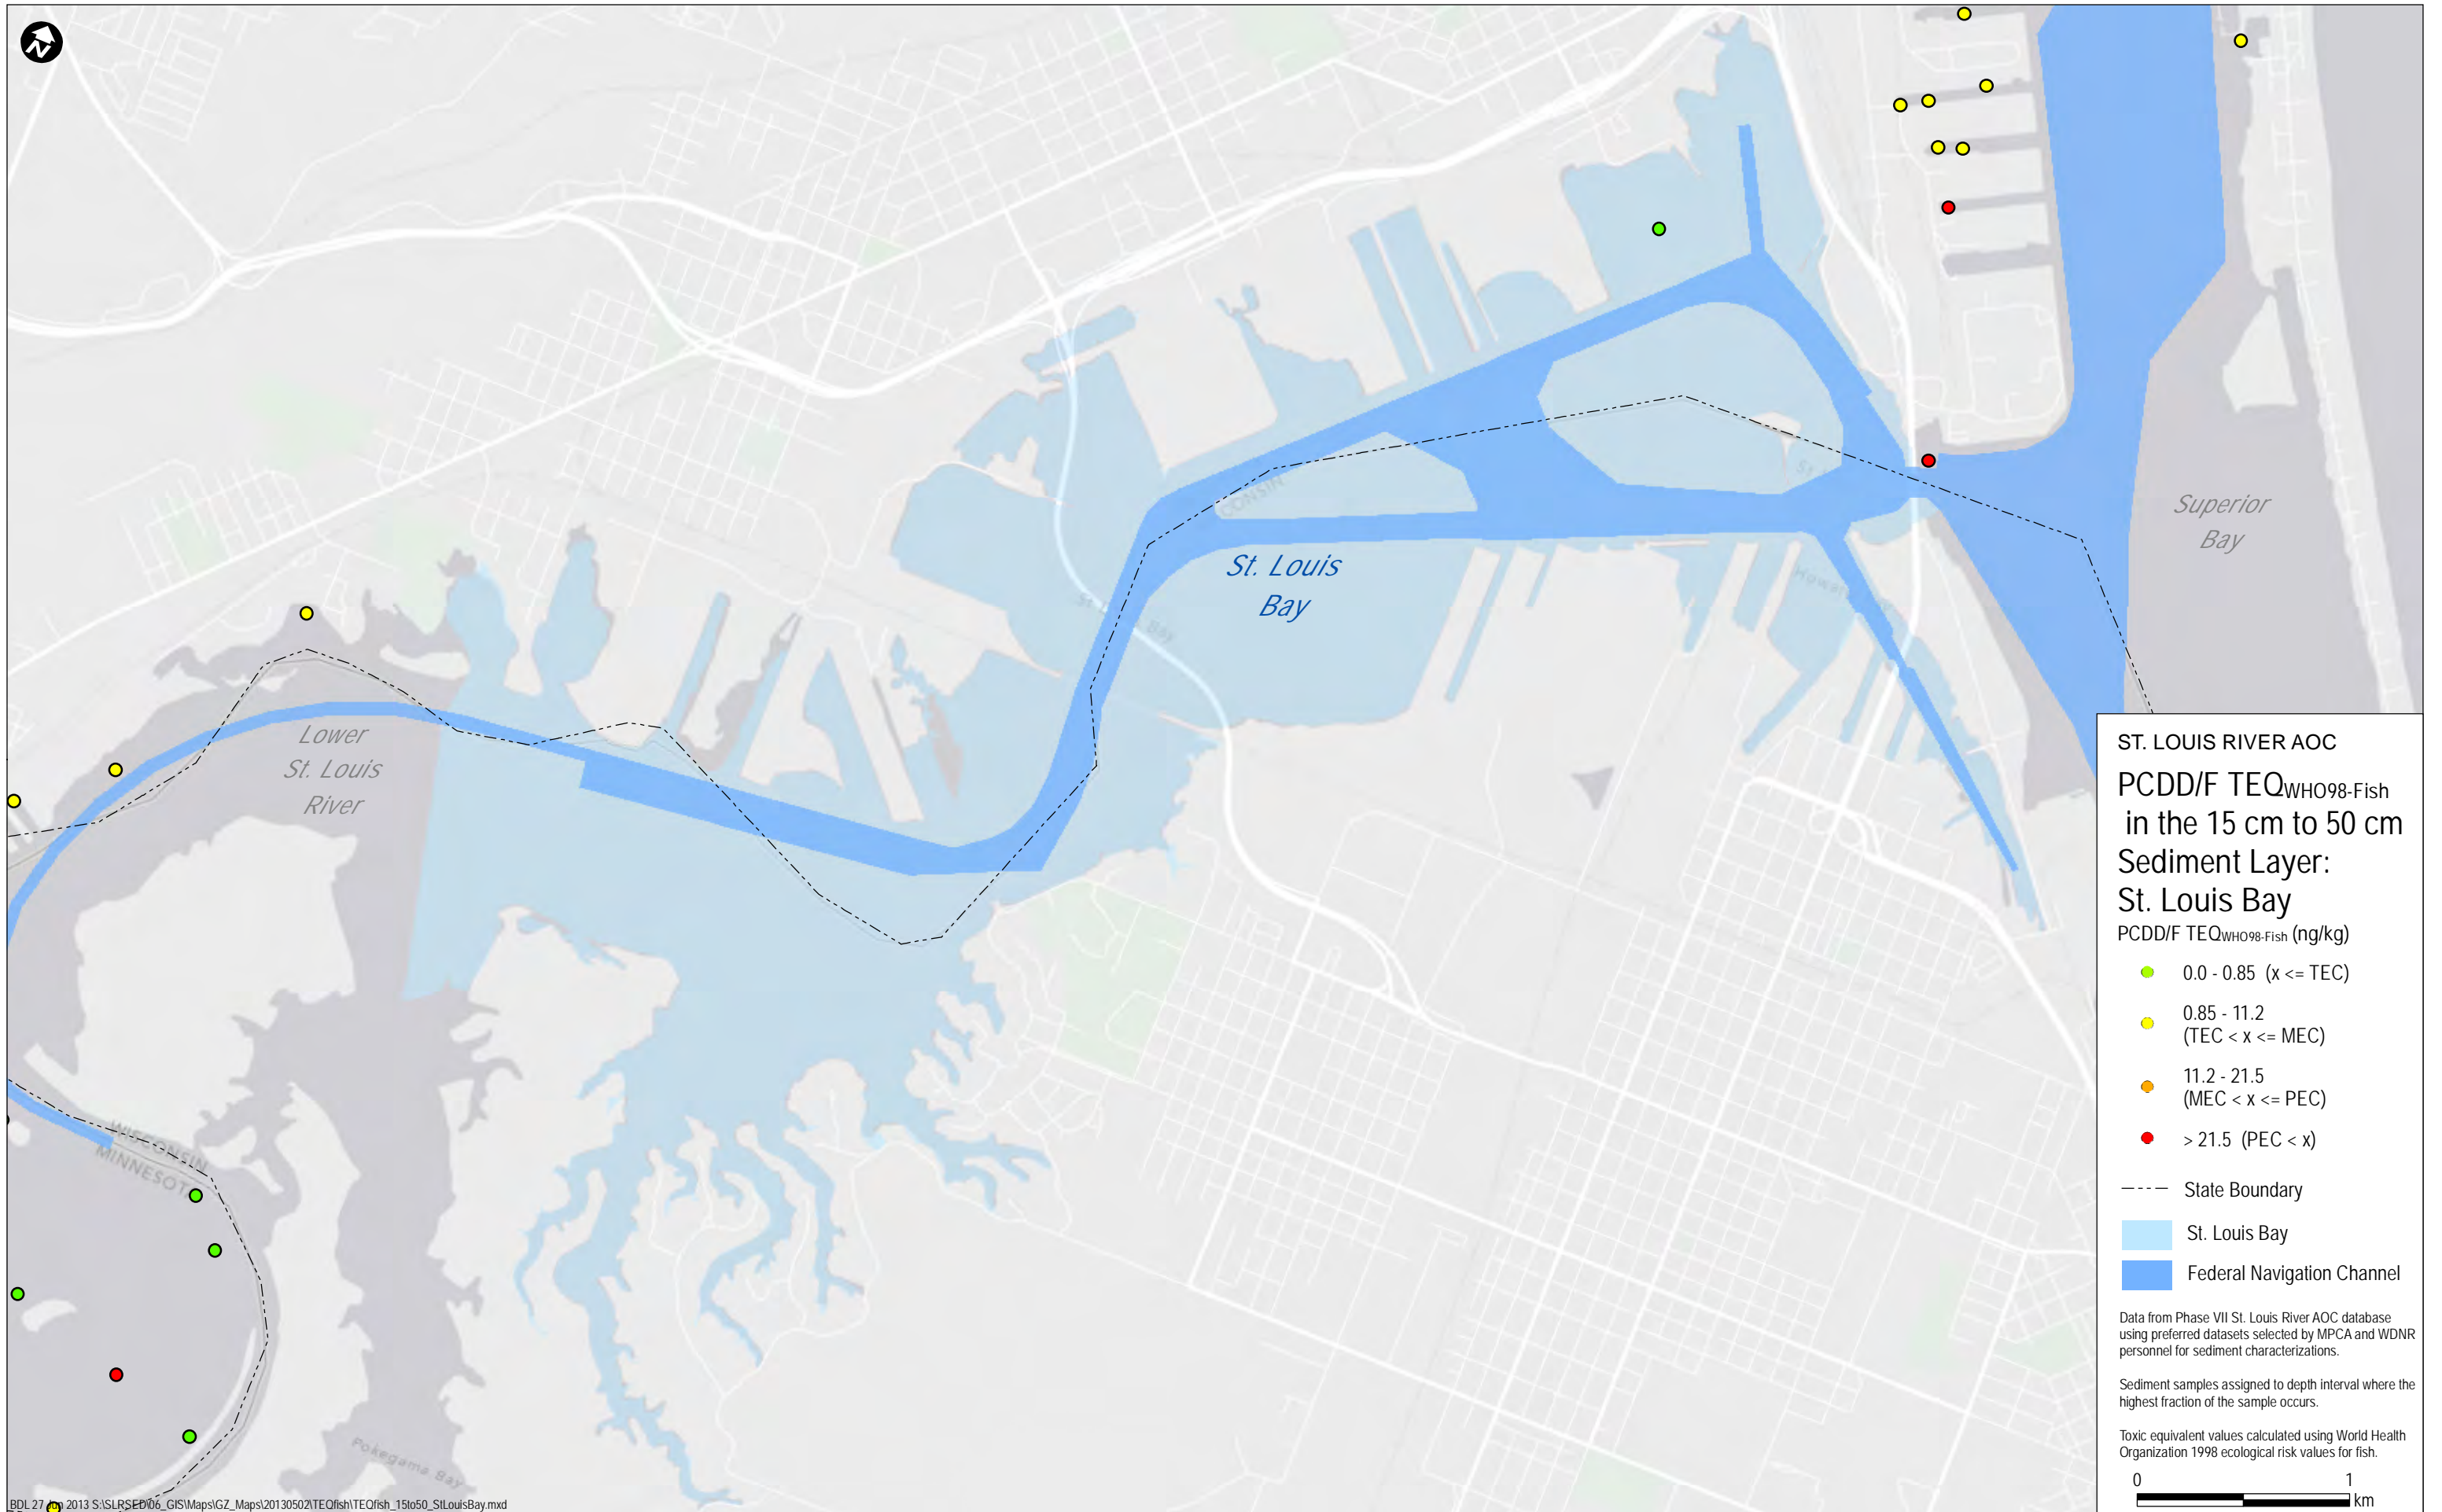 N
Superior
Bay
CONSIN
St. Louis
Bay
Lower
St. Louis
River
WISCONSIN
MINNESOTA
Pokegama Bay
ST. LOUIS RIVER AOC
PCDD/F TEQWHO98-Fish
in the 15 cm to 50 cm
Sediment Layer:
St. Louis Bay
PCDD/F TEQWHO98-Fish (ng/kg)
0.0 - 0.85 (x <= TEC)
0.85 - 11.2
(TEC < x <= MEC)
11.2 - 21.5
(MEC < x <= PEC)
> 21.5 (PEC < x)
State Boundary
St. Louis Bay
Federal Navigation Channel
Data from Phase VII St. Louis River AOC database
using preferred datasets selected by MPCA and WDNR
personnel for sediment characterizations.
Sediment samples assigned to depth interval where the
highest fraction of the sample occurs.
Toxic equivalent values calculated using World Health
Organization 1998 ecological risk values for fish.
0 1
km
BDL 27 Jun 2013 S:\SLRSED\06_GIS\Maps\GZ_Maps\20130502\TEQfish\TEQfish_15to50_StLouisBay.mxd